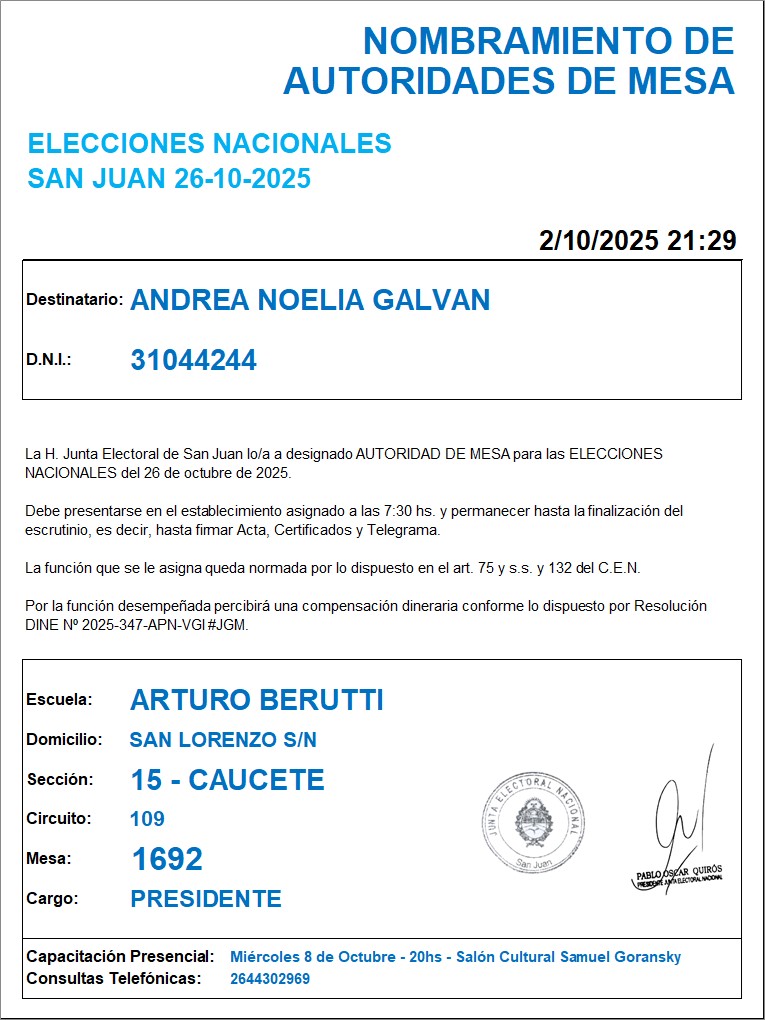 NOMBRAMIENTO DE
AUTORIDADES DE MESA
ELECCIONES NACIONALES
SAN JUAN 26-10-2025
2/10/2025 21:29
Destinatario: ANDREA NOELIA GALVAN
D.N.I.: 31044244
La H. Junta Electoral de San Juan lo/a a designado AUTORIDAD DE MESA para las ELECCIONES
NACIONALES del 26 de octubre de 2025.
Debe presentarse en el establecimiento asignado a las 7:30 hs. y permanecer hasta la finalización del
escrutinio, es decir, hasta firmar Acta, Certificados y Telegrama.
La función que se le asigna queda normada por lo dispuesto en el art. 75 y s.s. y 132 del C.E.N.
Por la función desempeñada percibirá una compensación dineraria conforme lo dispuesto por Resolución
DINE Nº 2025-347-APN-VGI#JGM.
Escuela: ARTURO BERUTTI
Domicilio: SAN LORENZO S/N
Sección: 15 - CAUCETE
Circuito: 109
Mesa: 1692
Cargo: PRESIDENTE
JUNTA ELECTORAL NACIONAL
San Juan
PABLO OSCAR QUIRÓS
PRESIDENTE JUNTA ELECTORAL NACIONAL
Capacitación Presencial: Miércoles 8 de Octubre - 20hs - Salón Cultural Samuel Goransky
Consultas Telefónicas: 2644302969